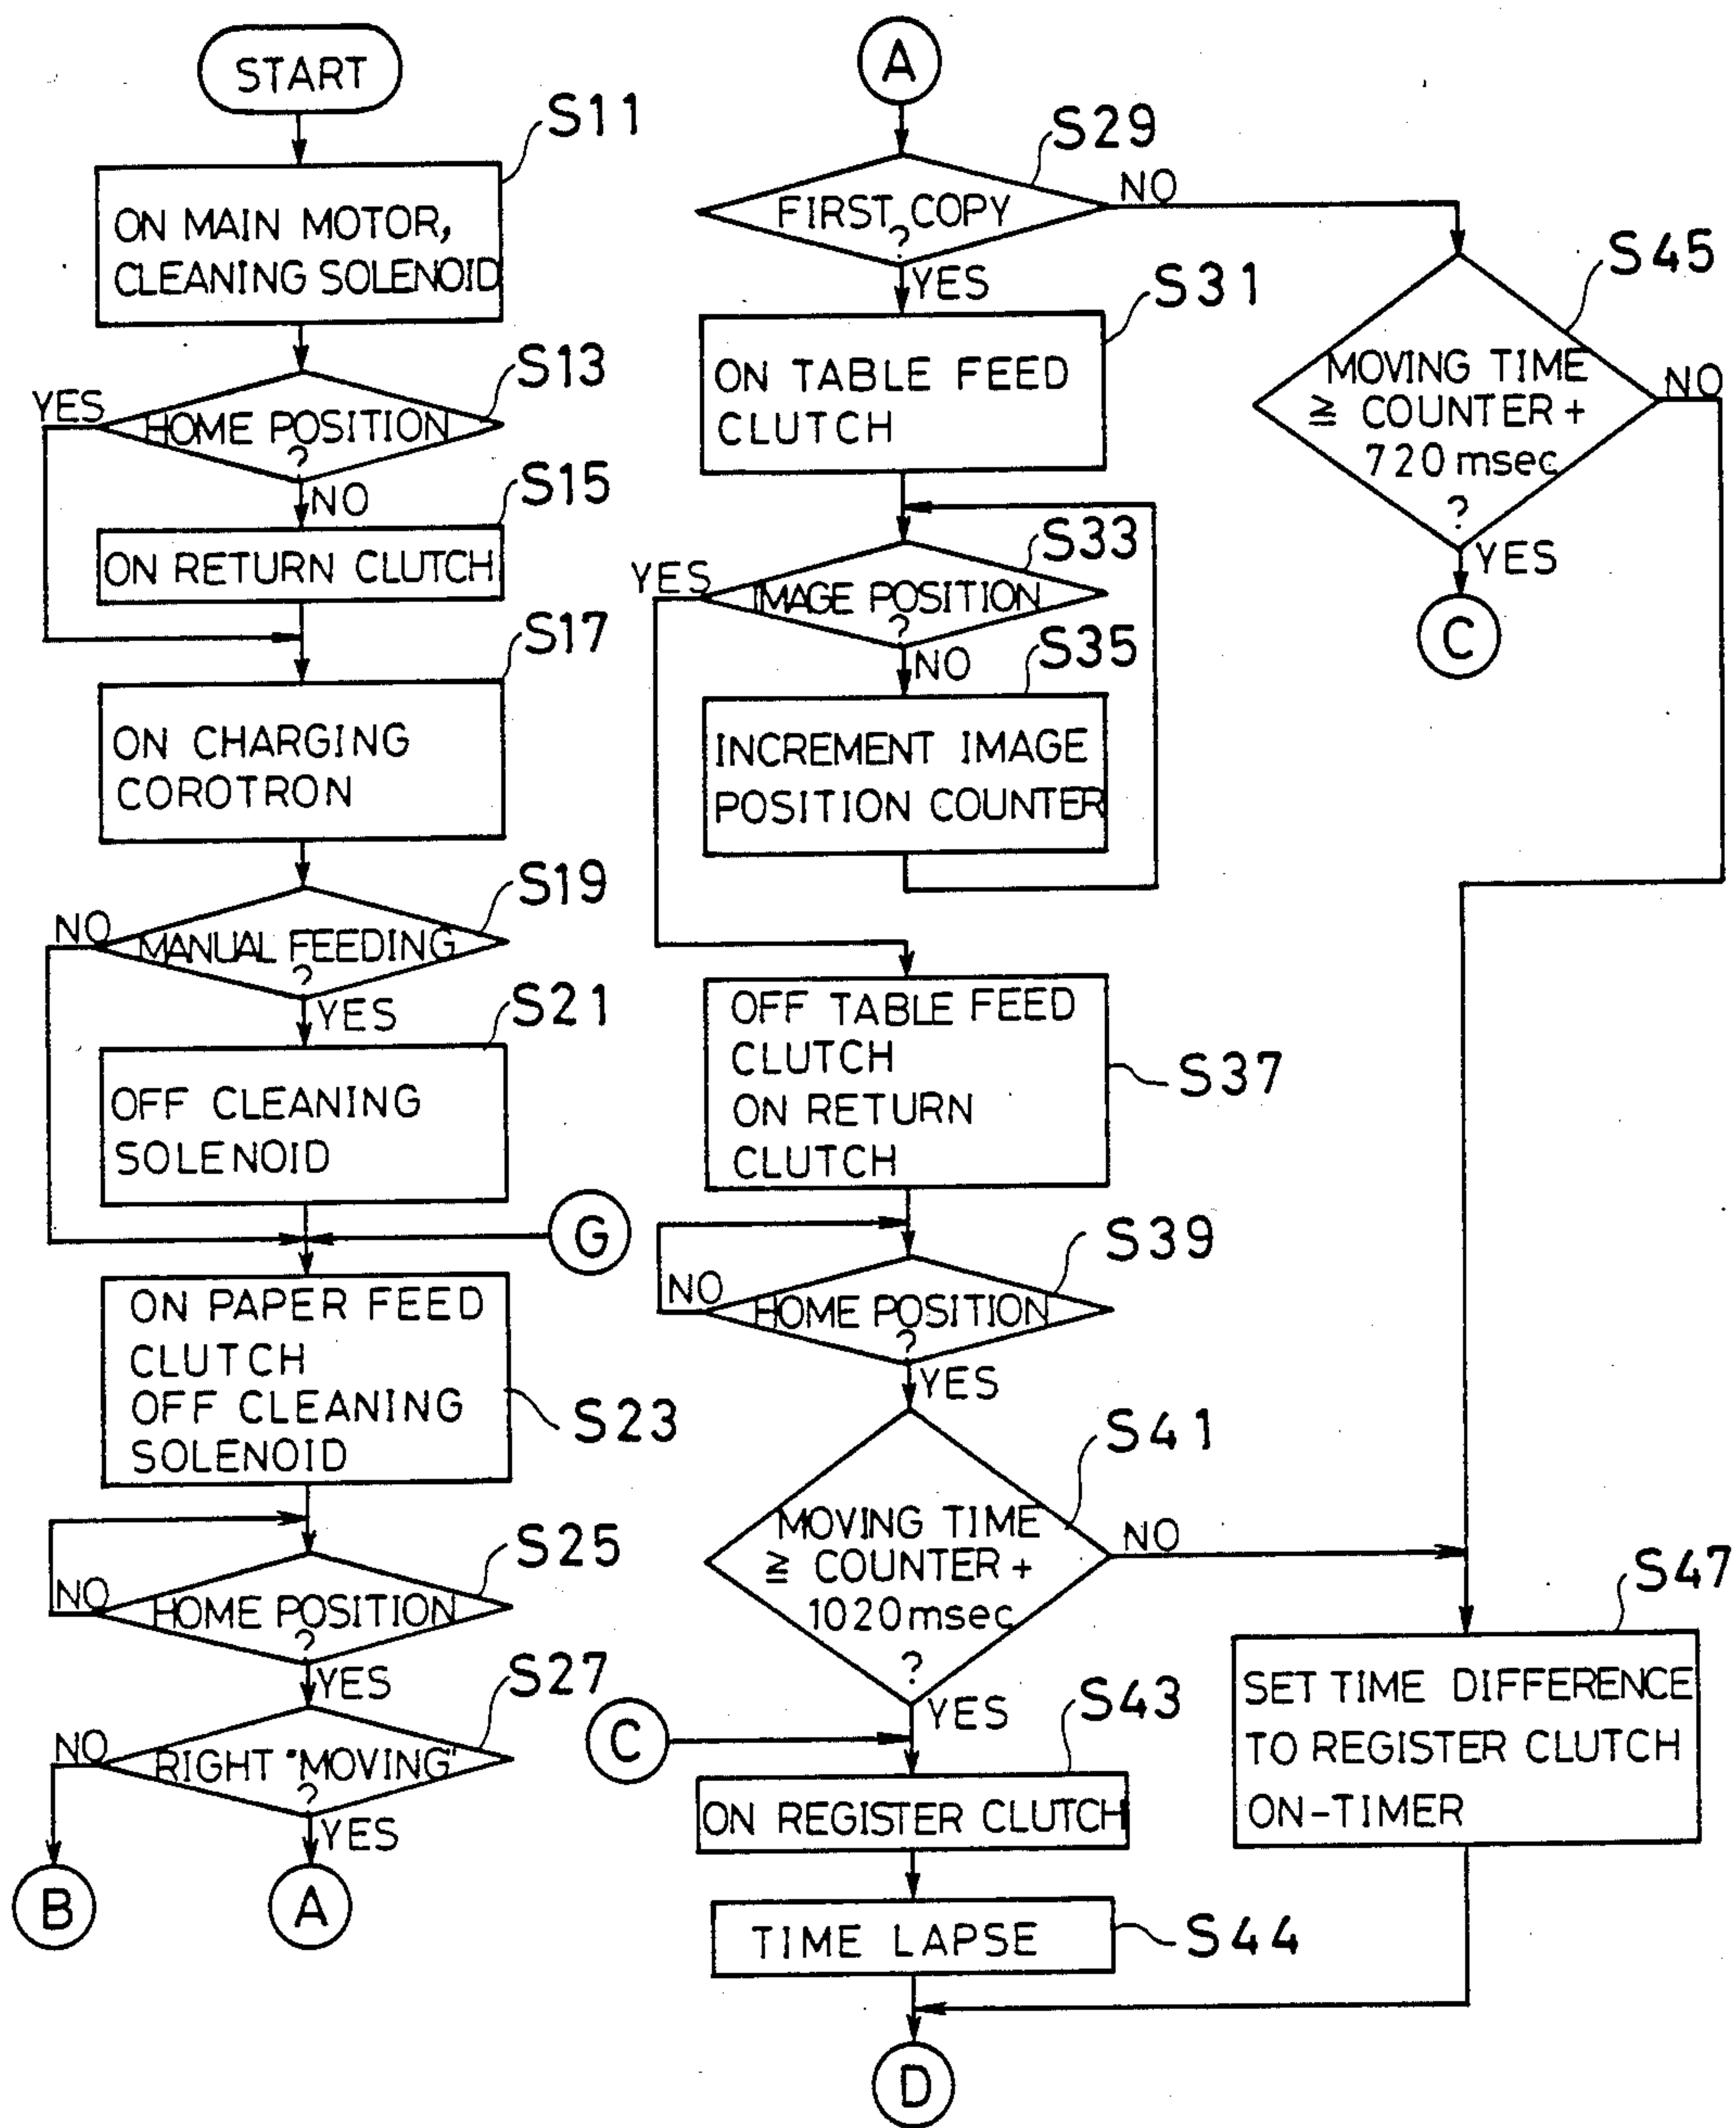 START
S11
ON MAIN MOTOR,
CLEANING SOLENOID
S13
YES
HOME POSITION
?
NO
S15
ON RETURN CLUTCH
S17
ON CHARGING
COROTRON
S19
NO
MANUAL FEEDING
?
YES
S21
OFF CLEANING
SOLENOID
G
ON PAPER FEED
CLUTCH
OFF CLEANING
SOLENOID
S23
S25
NO
HOME POSITION
?
YES
S27
NO
RIGHT "MOVING"
?
YES
B
A
A
S29
FIRST COPY
?
NO
YES
S31
ON TABLE FEED
CLUTCH
S33
YES
IMAGE POSITION
?
NO
S35
INCREMENT IMAGE
POSITION COUNTER
OFF TABLE FEED
CLUTCH
ON RETURN
CLUTCH
S37
S39
NO
HOME POSITION
?
YES
S41
MOVING TIME
≧ COUNTER +
1020msec
?
NO
YES
C
S43
ON REGISTER CLUTCH
TIME LAPSE
S44
D
S45
MOVING TIME
≧ COUNTER +
720msec
?
NO
YES
C
S47
SET TIME DIFFERENCE
TO REGISTER CLUTCH
ON-TIMER